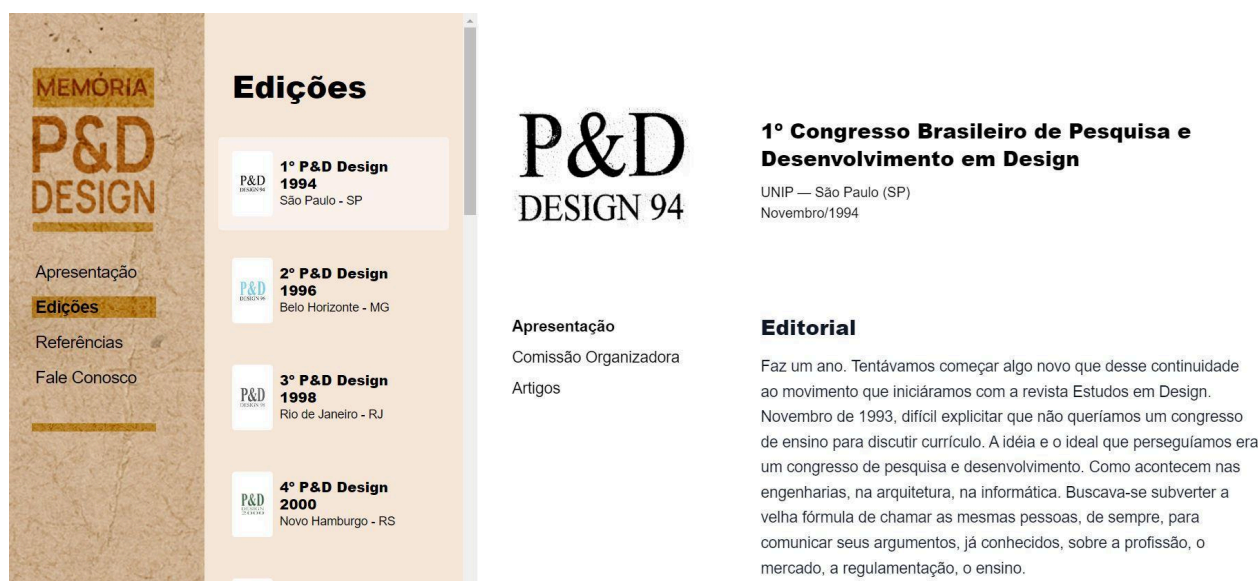 MEMÓRIA
P&D
DESIGN
Apresentação
Edições
Referências
Fale Conosco
Edições
P&D
DESIGN 94
1º P&D Design
1994
São Paulo - SP
P&D
2º P&D Design
1996
Belo Horizonte - MG
P&D
3º P&D Design
1998
Rio de Janeiro - RJ
P&D
DESIGN
2000
4º P&D Design
2000
Novo Hamburgo - RS
P&D
DESIGN 94
1º Congresso Brasileiro de Pesquisa e
Desenvolvimento em Design
UNIP — São Paulo (SP)
Novembro/1994
Apresentação
Comissão Organizadora
Artigos
Editorial
Faz um ano. Tentávamos começar algo novo que desse continuidade
ao movimento que iniciáramos com a revista Estudos em Design.
Novembro de 1993, difícil explicitar que não queríamos um congresso
de ensino para discutir currículo. A idéia e o ideal que perseguíamos era
um congresso de pesquisa e desenvolvimento. Como acontecem nas
engenharias, na arquitetura, na informática. Buscava-se subverter a
velha fórmula de chamar as mesmas pessoas, de sempre, para
comunicar seus argumentos, já conhecidos, sobre a profissão, o
mercado, a regulamentação, o ensino.